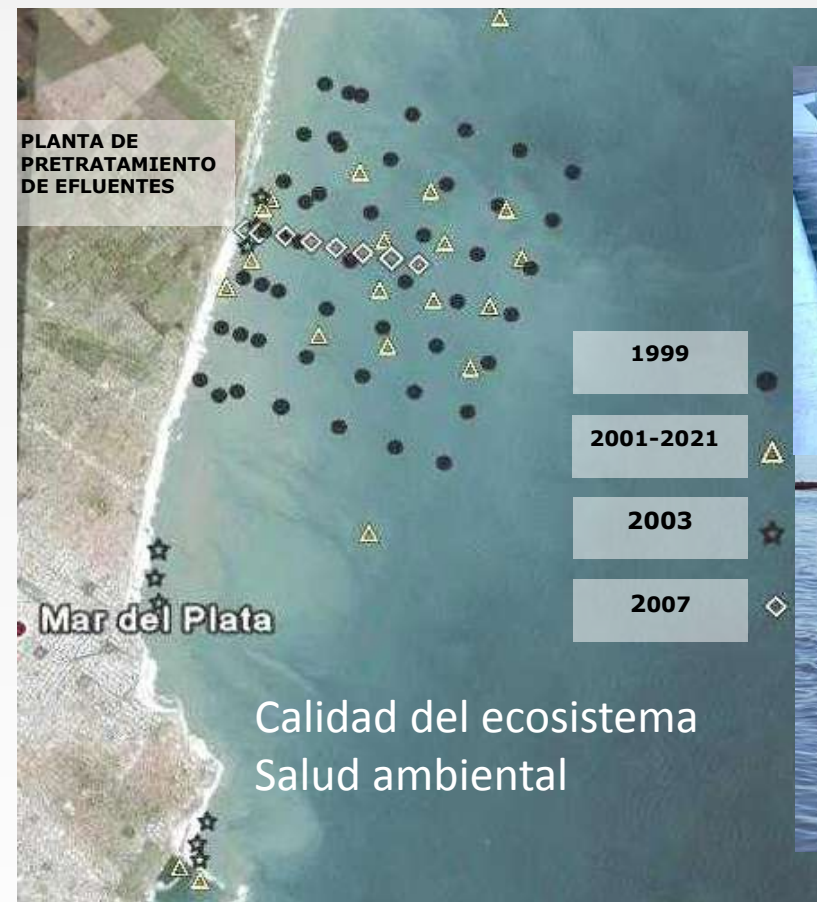 PLANTA DE
PRETRATAMIENTO
DE EFLUENTES
1999
2001-2021
2003
2007
Mar del Plata
Calidad del ecosistema
Salud ambiental